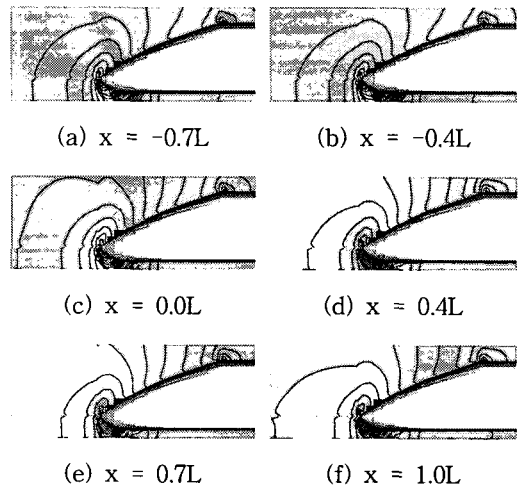 (a) x = -0.7L
(b) x = -0.4L
(c) x = 0.0L
(d) x = 0.4L
(e) x = 0.7L
(f) x = 1.0L